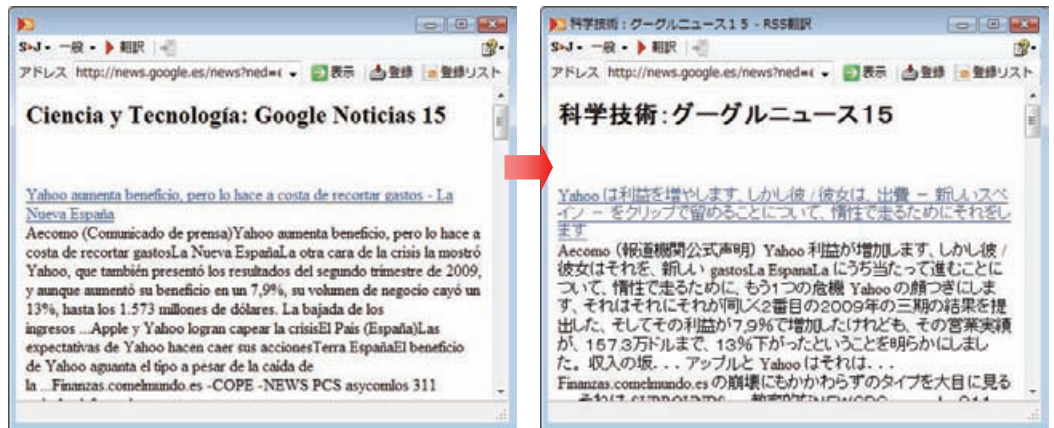 S▸J ▾ 一般 ▾ 翻訳
アドレス http://news.google.es/news?ned=e 表示 登録 登録リスト
Ciencia y Tecnología: Google Noticias 15
Yahoo aumenta beneficio, pero lo hace a costa de recortar gastos - La
Nueva España
Aecomo (Comunicado de prensa)Yahoo aumenta beneficio, pero lo hace a
costa de recortar gastosLa Nueva EspañaLa otra cara de la crisis la mostró
Yahoo, que también presentó los resultados del segundo trimestre de 2009,
y aunque aumentó su beneficio en un 7,9%, su volumen de negocio cayó un
13%, hasta los 1.573 millones de dólares. La bajada de los
ingresos ...Apple y Yahoo logran capear la crisisEl País (España)Las
expectativas de Yahoo hacen caer sus accionesTerra EspañaEl beneficio
de Yahoo aguanta el tipo a pesar de la caída de
la ...Finanzas.comelmundo.es -COPE -NEWS PCS asycomlos 311
科学技術：グーグルニュース１５ - RSS翻訳
S▸J ▾ 一般 ▾ 翻訳
アドレス http://news.google.es/news?ned=e 表示 登録 登録リスト
科学技術：グーグルニュース１５
Yahoo は利益を増やします、しかし彼／彼女は、出費 － 新しいスペ
イン － をクリップで留めることについて、惰性で走るためにそれをし
ます
Aecomo (報道機関公式声明) Yahoo 利益が増加します、しかし彼／
彼女はそれを、新しい gastosLa EspanaLa にうち当たって進むことに
ついて、惰性で走るために、もう1つの危機 Yahoo の顔つきにしま
す、それはそれにそれが同じく2番目の2009年の三期の結果を提
出した、そしてその利益が7,9%で増加したけれども、その営業実績
が、157.3万ドルまで、13%下がったということを明らかにしまし
た。収入の坂．．．アップルと Yahoo はそれは．．．
Finanzas.comelmundo.es の崩壊にもかかわらずのタイプを大目に見る